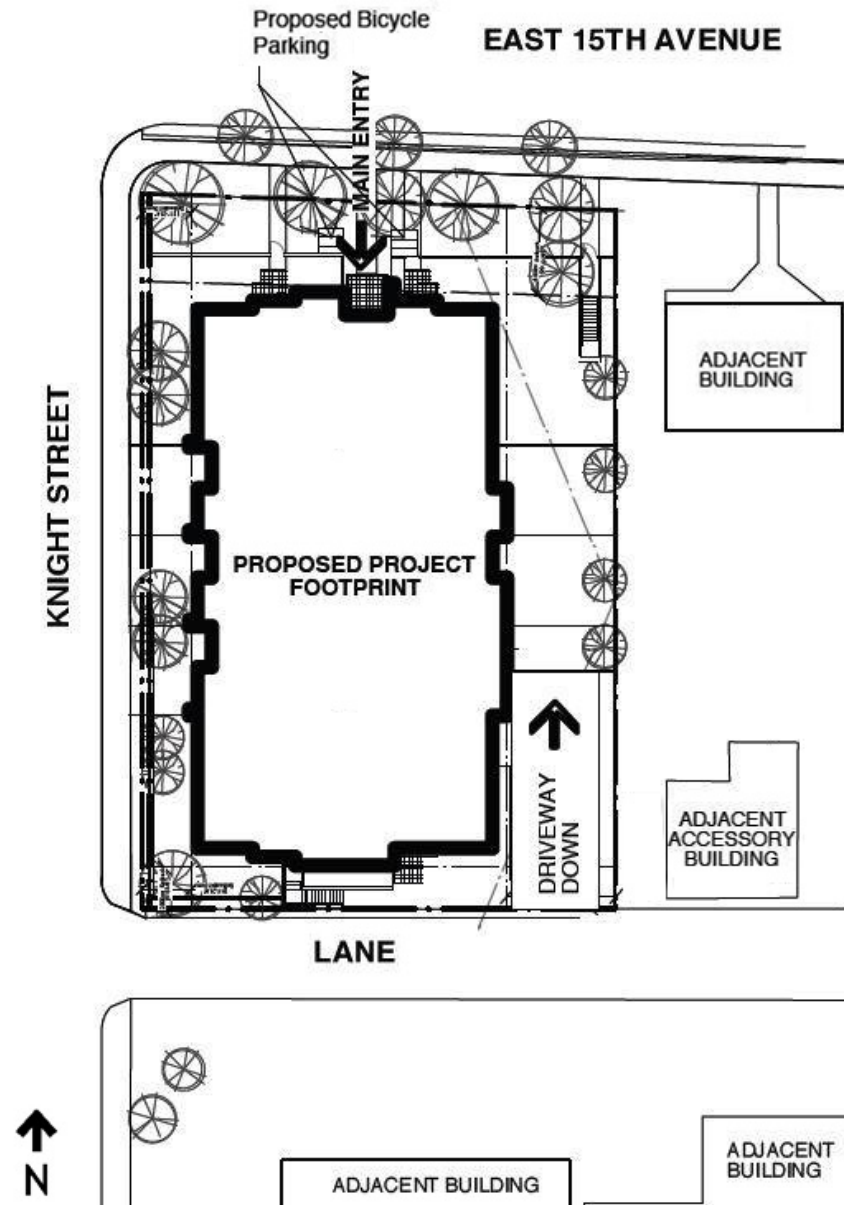 Proposed Bicycle
Parking
EAST 15TH AVENUE
MAIN ENTRY
ADJACENT
BUILDING
KNIGHT STREET
PROPOSED PROJECT
FOOTPRINT
DRIVEWAY
DOWN
ADJACENT
ACCESSORY
BUILDING
LANE
N
ADJACENT BUILDING
ADJACENT
BUILDING